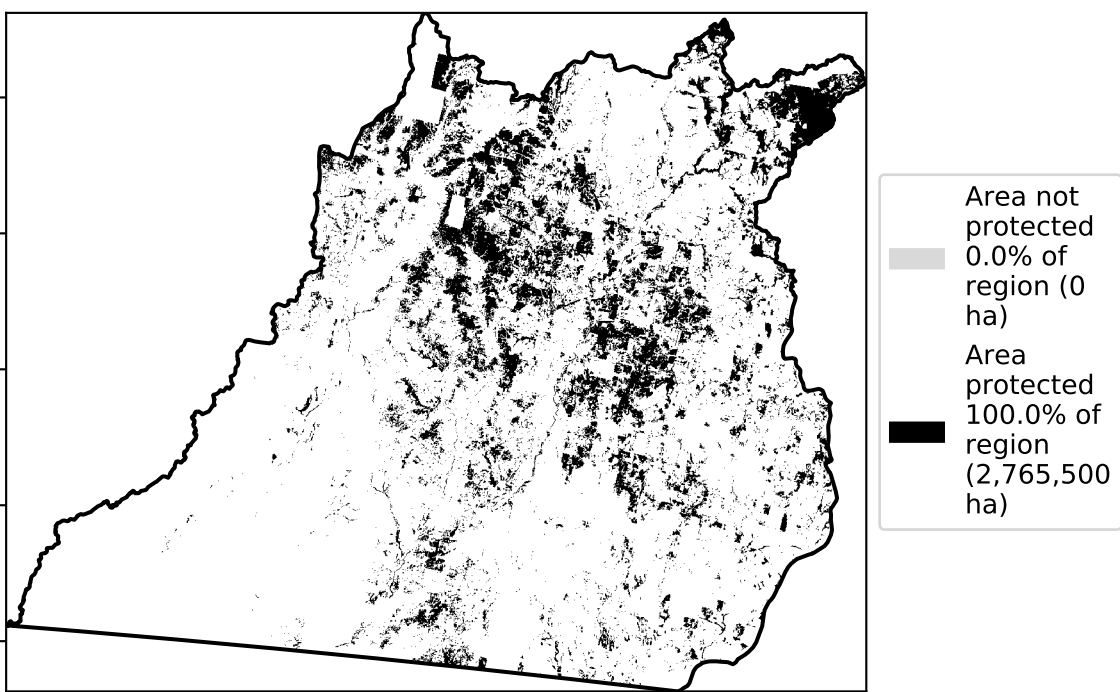 Area not
protected
0.0% of
region (0
ha)
Area
protected
100.0% of
region
(2,765,500
ha)